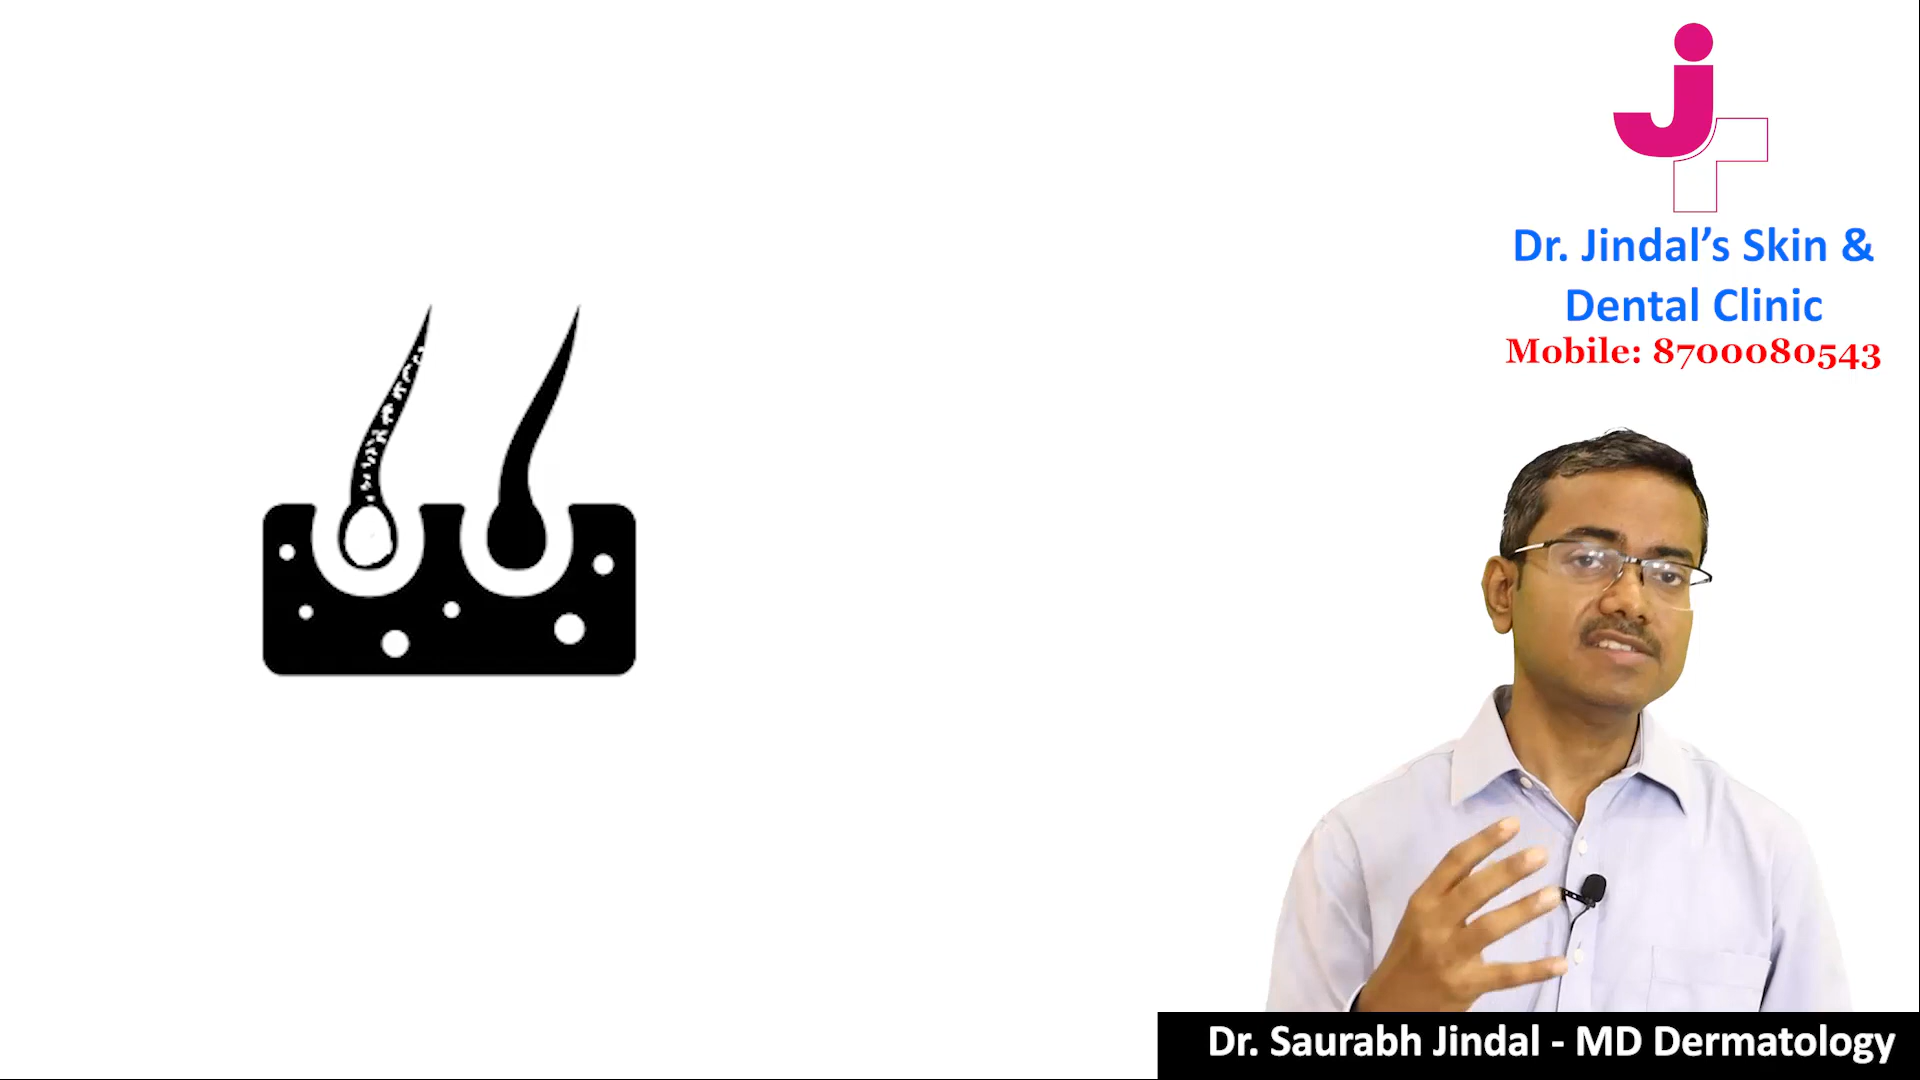 Dr. Jindal’s Skin &
Dental Clinic
Mobile: 8700080543
Dr. Saurabh Jindal - MD Dermatology